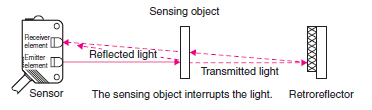 Sensing object
Receiver
element
Reflected light
Emitter
element
Transmitted light
Sensor
The sensing object interrupts the light.
Retroreflector